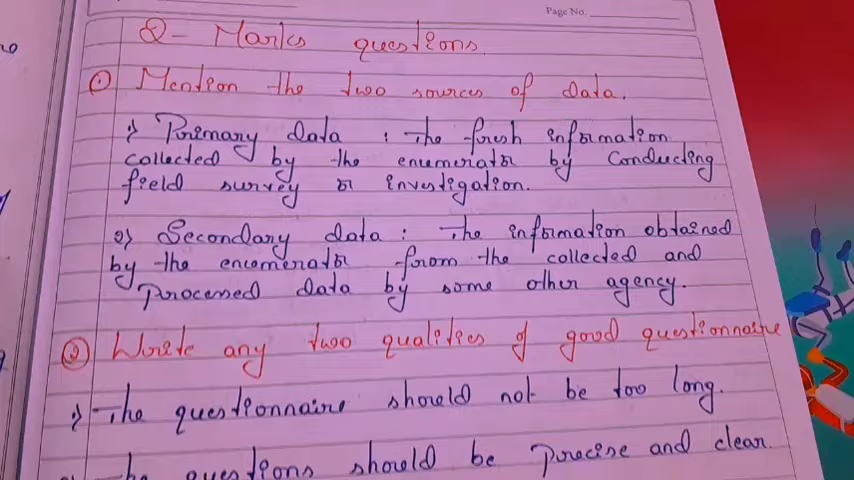 Page No.
2- Marks questions.
① Mention the two sources of data.
1) Primary data : The fresh information
collected by the enumerator by Conducting
field survey or investigation.
2) Secondary data : The information obtained
by the enumerator from the collected and
Processed data by some other agency.
② Write any two qualities of good questionnaire
1) The questionnaire should not be too long.
The questions should be Precise and clear.